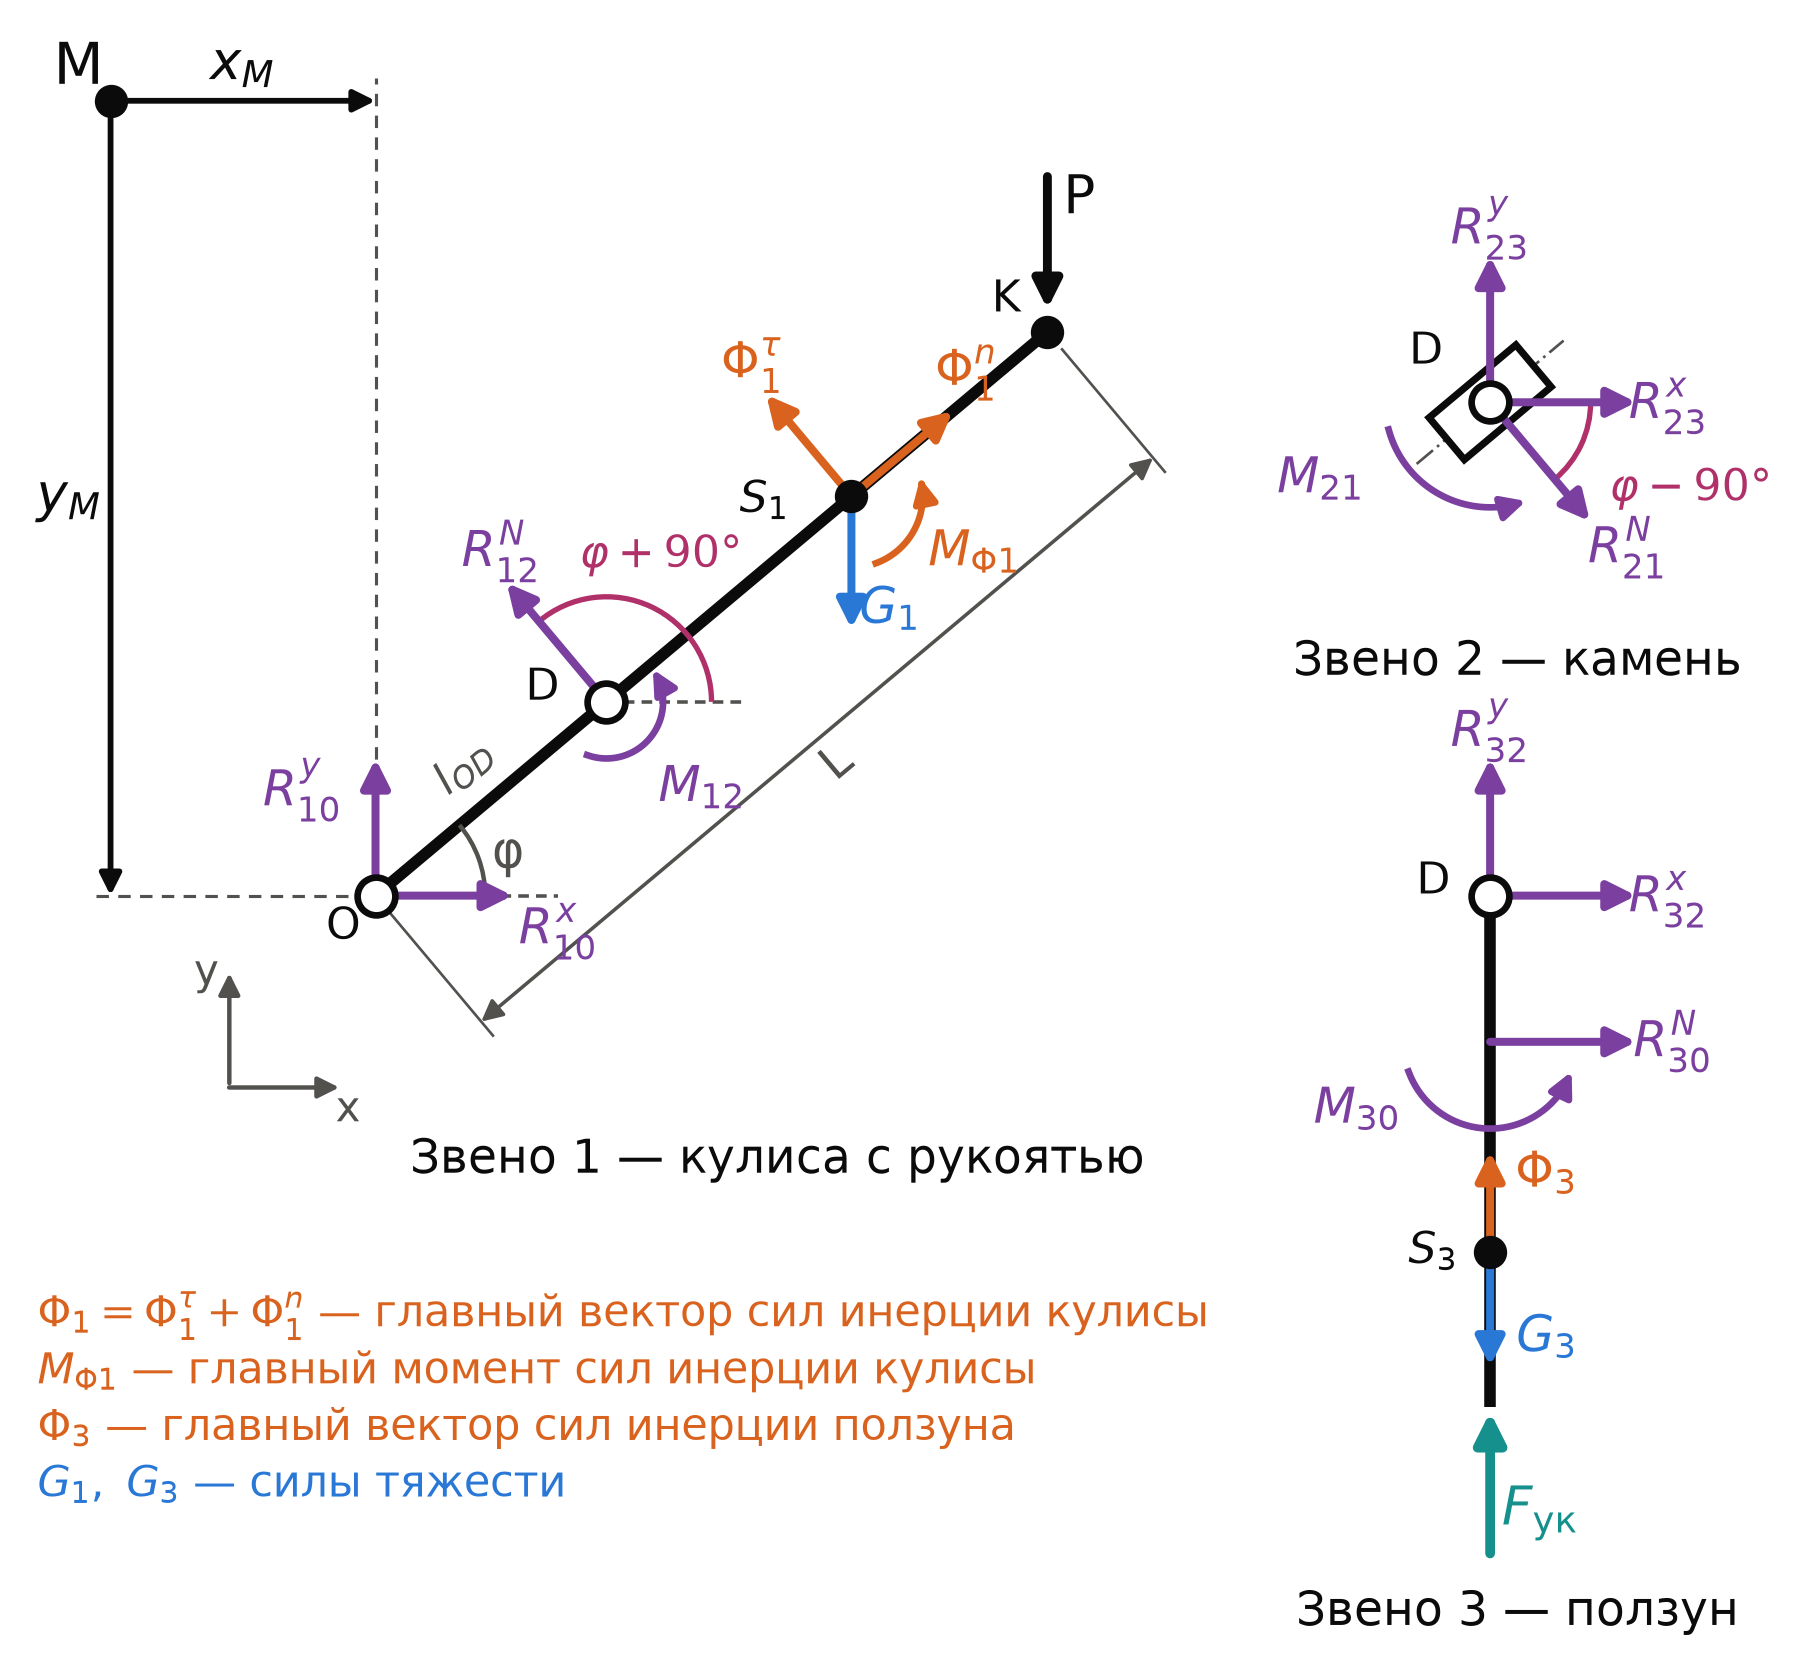 M
x_M
y_M
P
K
Φ₁^τ
Φ₁^n
S₁
M_Φ1
G₁
R₁₂^N
φ + 90°
D
M₁₂
l_OD
L
R₁₀^y
φ
O
R₁₀^x
y
x
Звено 1 — кулиса с рукоятью
R₂₃^y
D
R₂₃^x
M₂₁
φ − 90°
R₂₁^N
Звено 2 — камень
R₃₂^y
D
R₃₂^x
R₃₀^N
M₃₀
Φ₃
S₃
G₃
F_ук
Звено 3 — ползун
Φ₁ = Φ₁^τ + Φ₁^n — главный вектор сил инерции кулисы
M_Φ1 — главный момент сил инерции кулисы
Φ₃ — главный вектор сил инерции ползуна
G₁, G₃ — силы тяжести